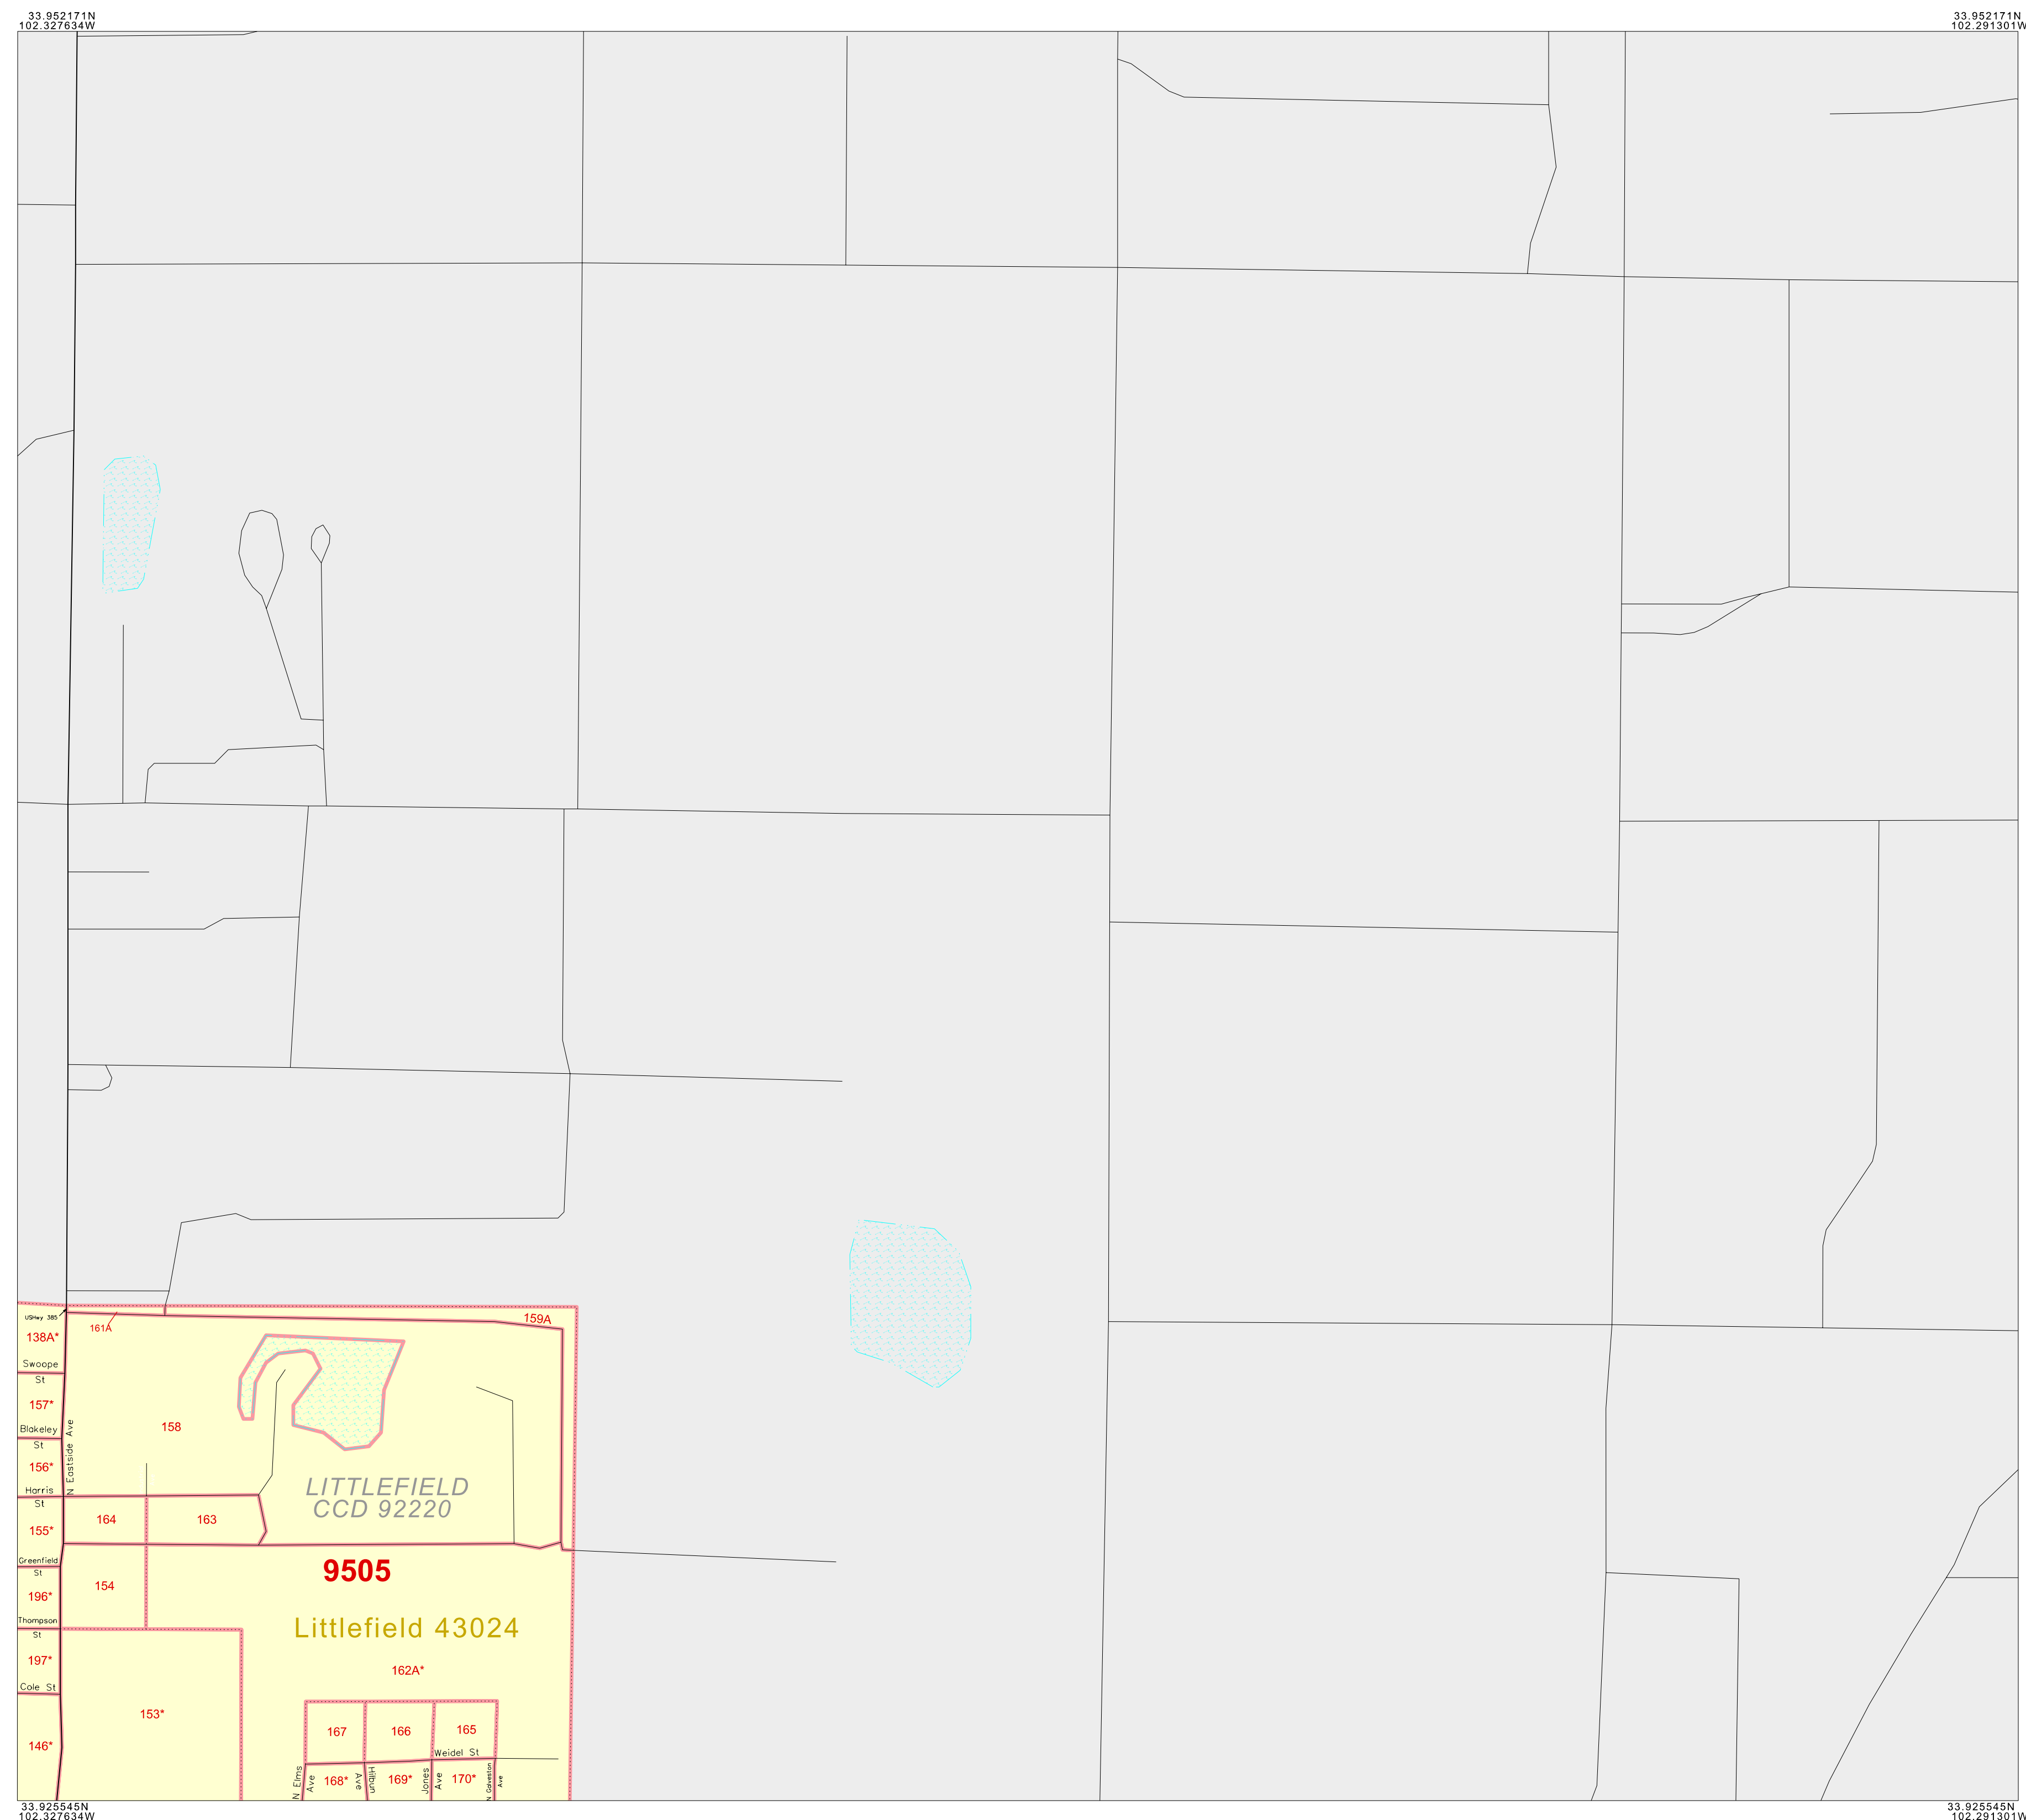 33.952171N
102.327634W
33.952171N
102.291301W
USHwy 385
161A
159A
138A*
Swoope
St
157*
158
Blakeley
St
N Eastside Ave
156*
LITTLEFIELD
CCD 92220
Harris
St
164
163
155*
Greenfield
St
9505
154
196*
Thompson
St
Littlefield 43024
197*
162A*
Cole St
153*
167
166
165
146*
Weidel St
N Elms
Ave
168*
Ave
Hilbun
169*
Jones
Ave
170*
N Galveston
Ave
33.925545N
102.327634W
33.925545N
102.291301W